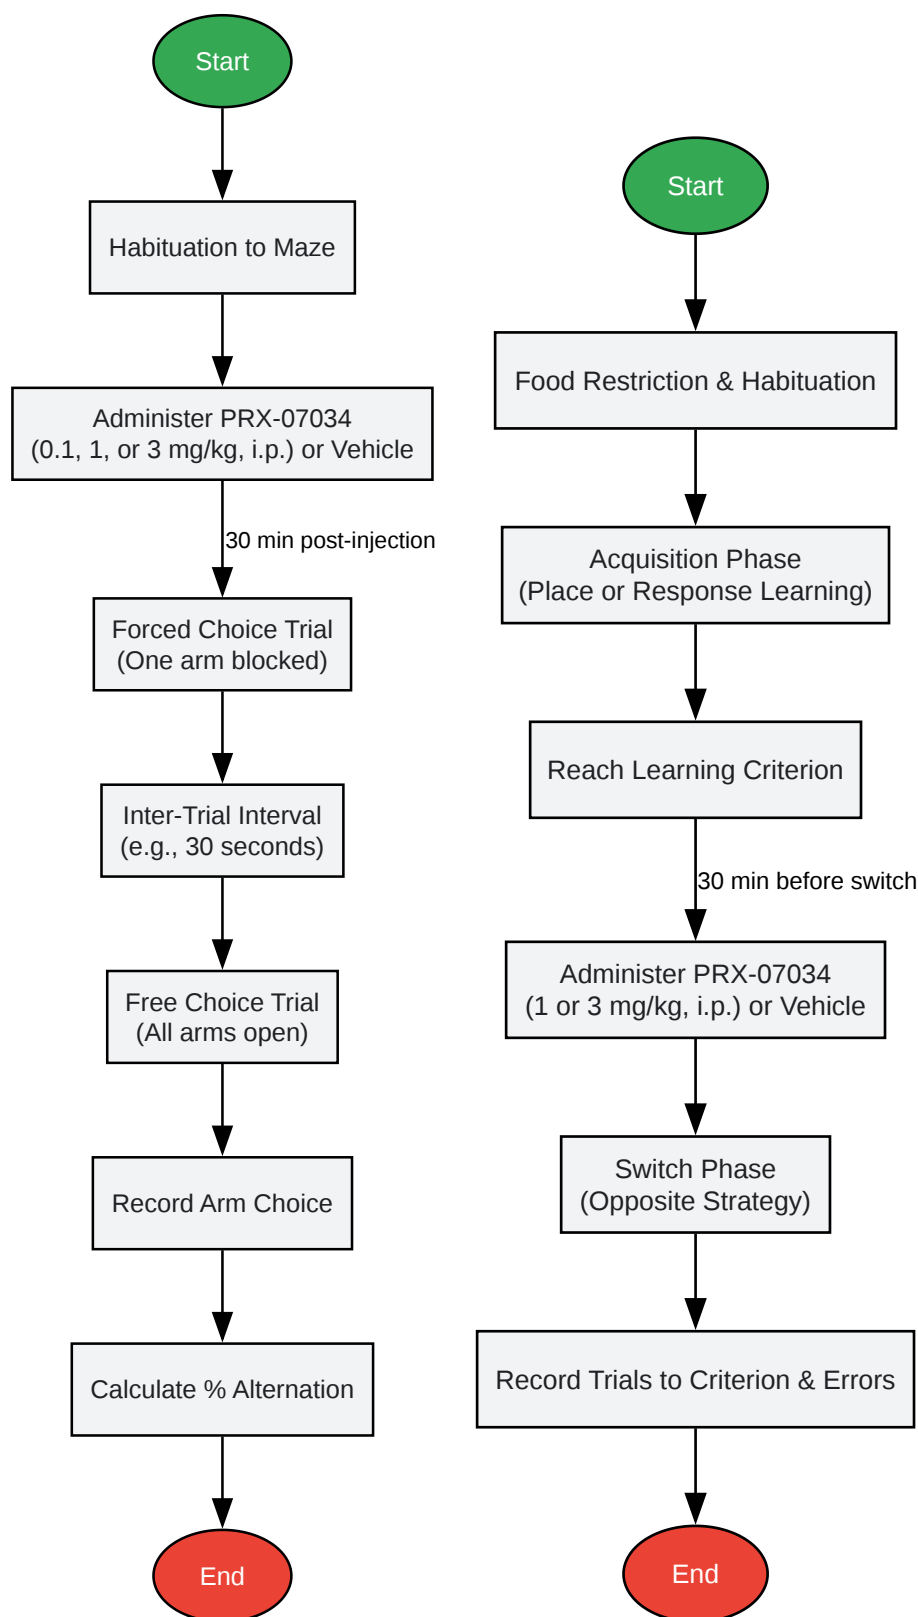 Start
Habituation to Maze
Administer PRX-07034
(0.1, 1, or 3 mg/kg, i.p.) or Vehicle
30 min post-injection
Forced Choice Trial
(One arm blocked)
Inter-Trial Interval
(e.g., 30 seconds)
Free Choice Trial
(All arms open)
Record Arm Choice
Calculate % Alternation
End
Start
Food Restriction & Habituation
Acquisition Phase
(Place or Response Learning)
Reach Learning Criterion
30 min before switch
Administer PRX-07034
(1 or 3 mg/kg, i.p.) or Vehicle
Switch Phase
(Opposite Strategy)
Record Trials to Criterion & Errors
End